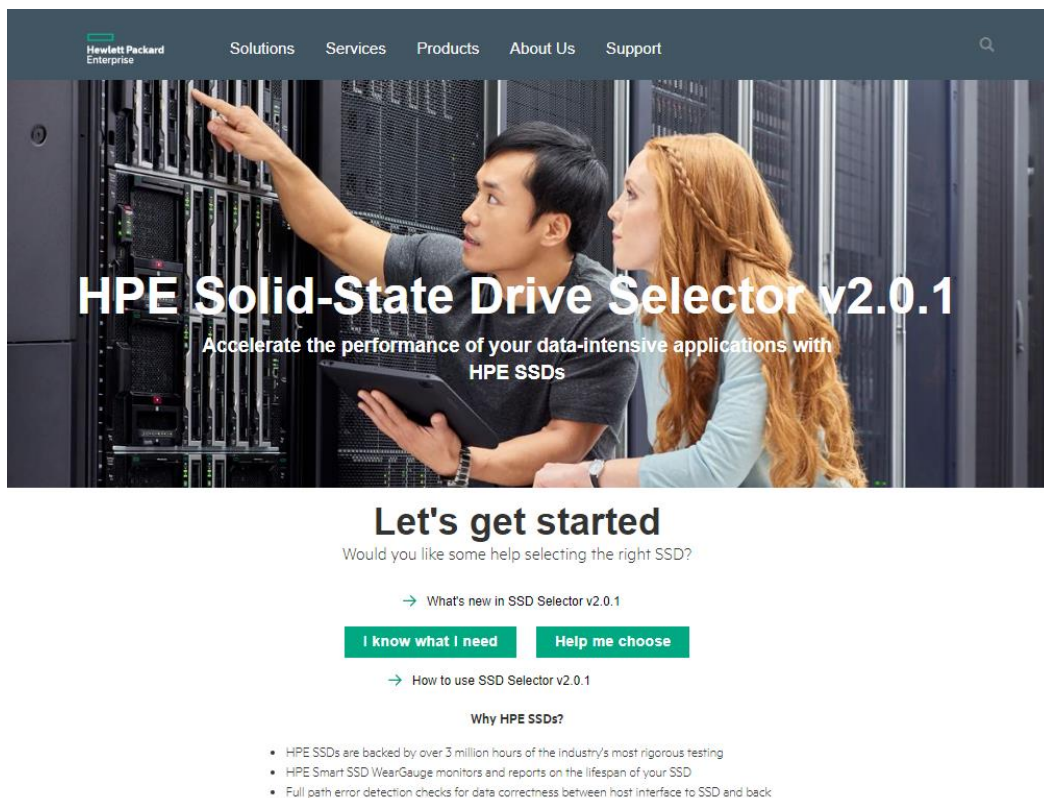 Hewlett Packard
Enterprise
Solutions Services Products About Us Support
HPE Solid-State Drive Selector v2.0.1
Accelerate the performance of your data-intensive applications with
HPE SSDs
Let's get started
Would you like some help selecting the right SSD?
→ What's new in SSD Selector v2.0.1
I know what I need Help me choose
→ How to use SSD Selector v2.0.1
Why HPE SSDs?
• HPE SSDs are backed by over 3 million hours of the industry's most rigorous testing
• HPE Smart SSD WearGauge monitors and reports on the lifespan of your SSD
• Full path error detection checks for data correctness between host interface to SSD and back